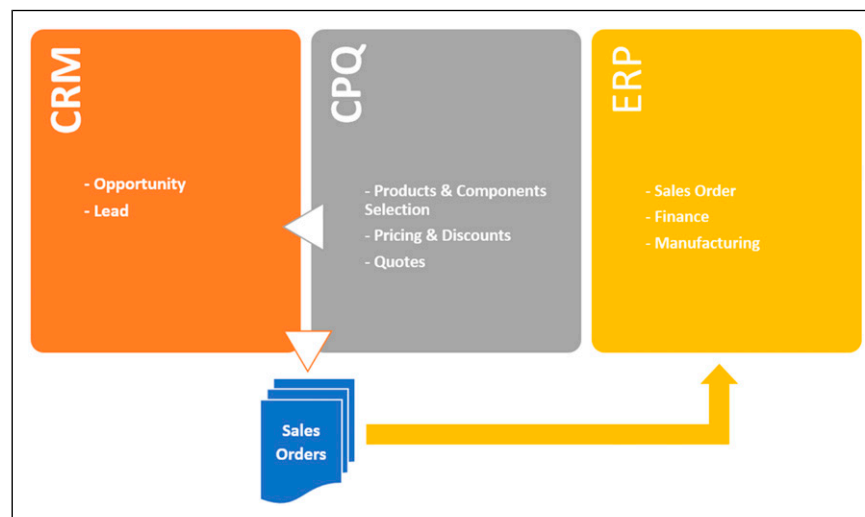 CRM
- Opportunity
- Lead
CPQ
- Products & Components
Selection
- Pricing & Discounts
- Quotes
ERP
- Sales Order
- Finance
- Manufacturing
Sales
Orders